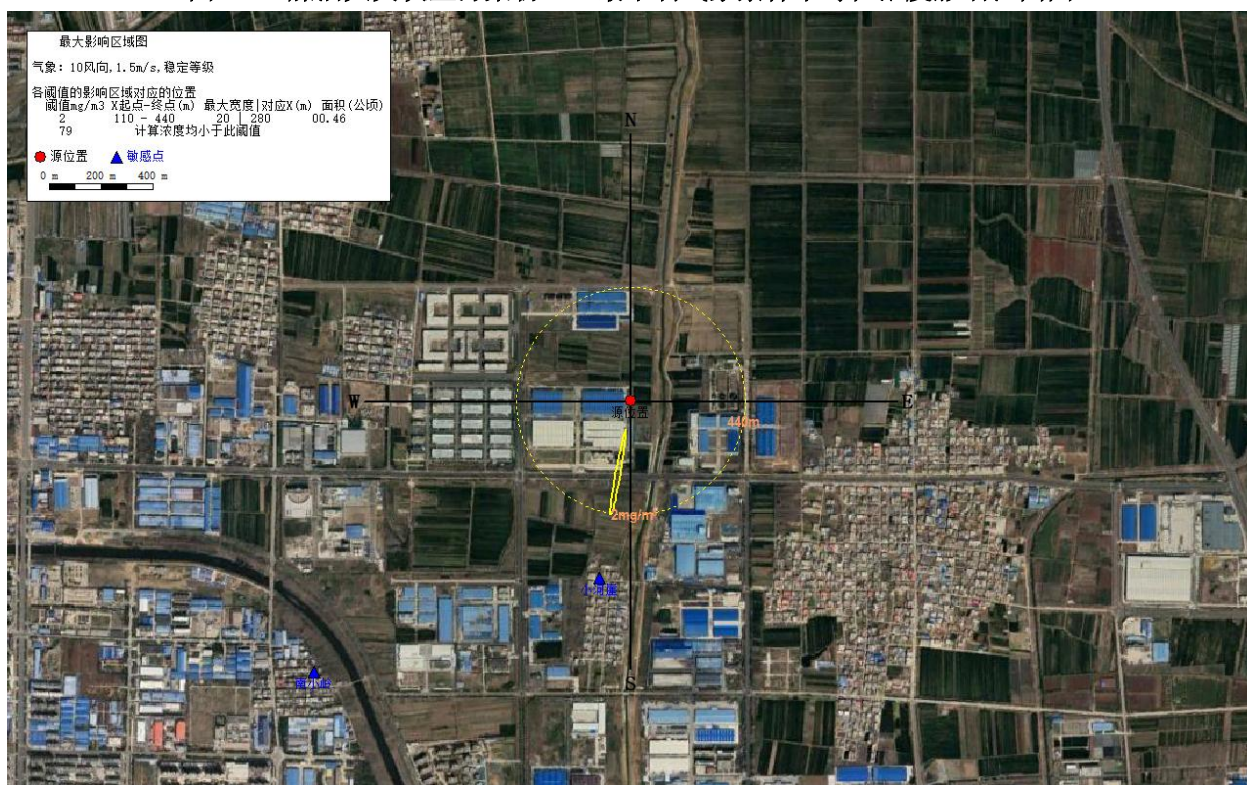 最大影响区域图
气象：10风向,1.5m/s,稳定等级
各阈值的影响区域对应的位置
阈值mg/m3 X起点-终点(m) 最大宽度|对应X(m) 面积(公顷)
2 110 - 440 20 | 280 00.46
79 计算浓度均小于此阈值
源位置 敏感点
0 m 200 m 400 m
N
W
E
源位置
440m
2mg/m³
S